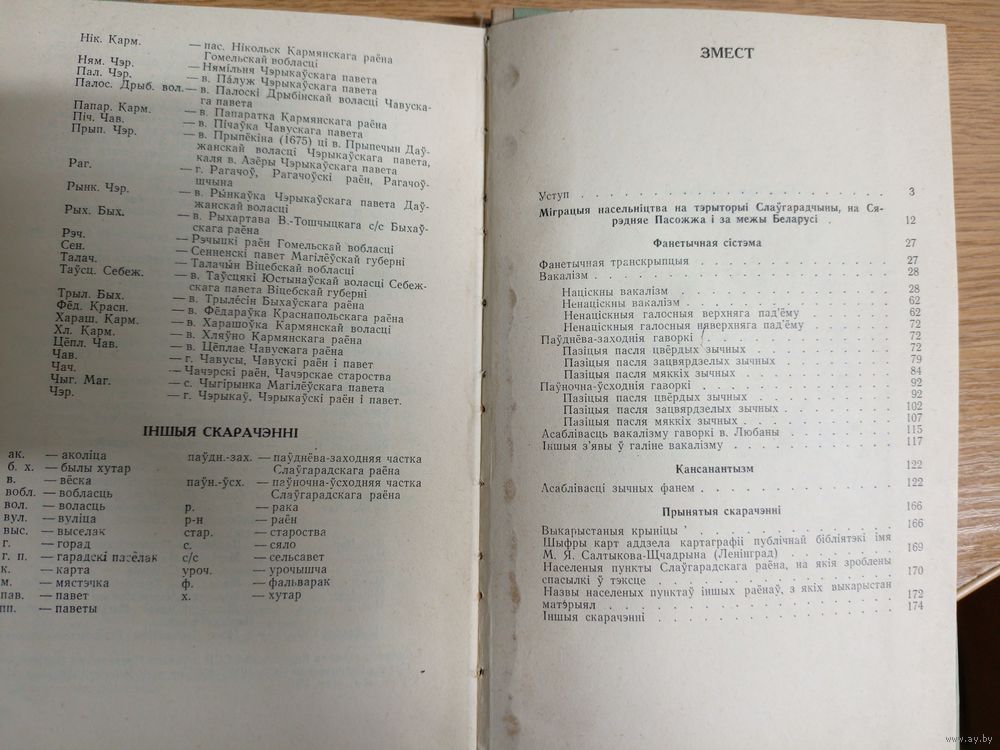 Нік. Карм. — пас. Нікольск Кармянскага раёна
Гомельскай вобласці
Ням. Чэр. — Нямільня Чэрыкаўскага павета
Пал. Чэр. — в. Палуж Чэрыкаўскага павета
Палос. Дрыб. вол. — в. Палоскі Дрыбінскай воласці Чавуска-
га павета
Папар. Карм. — в. Папаратка Кармянскага раёна
Піч. Чав. — в. Пічаўка Чавускага павета
Прып. Чэр. — в. Прыпёкіна (1675) ці в. Прыпечын Даў-
жанскай воласці Чэрыкаўскага павета,
каля в. Азёры Чэрыкаўскага павета
Раг. — г. Рагачоў, Рагачоўскі раён, Рагачоў-
шчына
Рынк. Чэр. — в. Рынкаўка Чэрыкаўскага павета Даў-
жанскай воласці
Рых. Бых. — в. Рыхартава В.-Тошчыцкага с/с Быхаў-
скага раёна
Рэч. — Рэчыцкі раён Гомельскай вобласці
Сен. — Сенненскі павет Магілёўскай губерні
Талач. — Талачын Віцебскай вобласці
Таўсц. Себеж. — в. Таўсцякі Юстынаўскай воласці Себеж-
скага павета Віцебскай губерні
Трыл. Бых. — в. Трылёсін Быхаўскага раёна
Фёд. Красн. — в. Фёдараўка Краснапольскага раёна
Хараш. Карм. — в. Харашоўка Кармянскай воласці
Хл. Карм. — в. Хляўно Кармянскага раёна
Цёпл. Чав. — в. Цёплае Чавускага раёна
Чав. — г. Чавусы, Чавускі раён і павет
Чач. — Чачэрскі раён, Чачэрскае староства
Чыг. Маг. — с. Чыгірынка Магілёўскага павета
Чэр. — г. Чэрыкаў, Чэрыкаўскі раён і павет.
ІНШЫЯ СКАРАЧЭННІ
ак. — аколіца
б. х. — былы хутар
в. — вёска
вобл. — вобласць
вол. — воласць
вул. — вуліца
выс. — выселак
г. — горад
г. п. — гарадскі пасёлак
к. — карта
м. — мястэчка
пав. — павет
пп. — паветы
паўдн.-зах. — паўднёва-заходняя частка
Слаўгарадскага раёна
паўн.-ўсх. — паўночна-ўсходняя частка
Слаўгарадскага раёна
р. — рака
р-н — раён
стар. — староства
с. — сяло
с/с — сельсавет
уроч. — урочышча
ф. — фальварак
х. — хутар
ЗМЕСТ
Уступ . . . 3
Міграцыя насельніцтва на тэрыторыі Слаўгарадчыны, на Ся-
рэдняе Пасожжа і за межы Беларусі . 12
Фанетычная сістэма 27
Фанетычная транскрыпцыя . . . 27
Вакалізм . . . 28
Націскны вакалізм . . . 28
Ненаціскны вакалізм . . . 62
Ненаціскныя галосныя верхняга пад'ёму 62
Ненаціскныя галосныя няверхняга пад'ёму 72
Паўднёва-заходнія гаворкі . . . 72
Пазіцыя пасля цвёрдых зычных . . . 72
Пазіцыя пасля зацвярдзелых зычных . . . 79
Пазіцыя пасля мяккіх зычных . . . 84
Паўночна-ўсходнія гаворкі . . . 92
Пазіцыя пасля цвёрдых зычных . . . 92
Пазіцыя пасля зацвярдзелых зычных . . . 102
Пазіцыя пасля мяккіх зычных . . . 107
Асаблівасць вакалізму гаворкі в. Любаны . . . 115
Іншыя з'явы ў галіне вакалізму . . . 117
Кансанантызм 122
Асаблівасці зычных фанем . . . 122
Прынятыя скарачэнні 166
Выкарыстаныя крыніцы . . . 166
Шыфры карт аддзела картаграфіі публічнай бібліятэкі імя
М. Я. Салтыкова-Шчадрына (Ленінград) . . . 169
Населеныя пункты Слаўгарадскага раёна, на якія зроблены
спасылкі ў тэксце . . . 170
Назвы населеных пунктаў іншых раёнаў, з якіх выкарыстан
матэрыял . . . 172
Іншыя скарачэнні . . . 174
www.ay.by